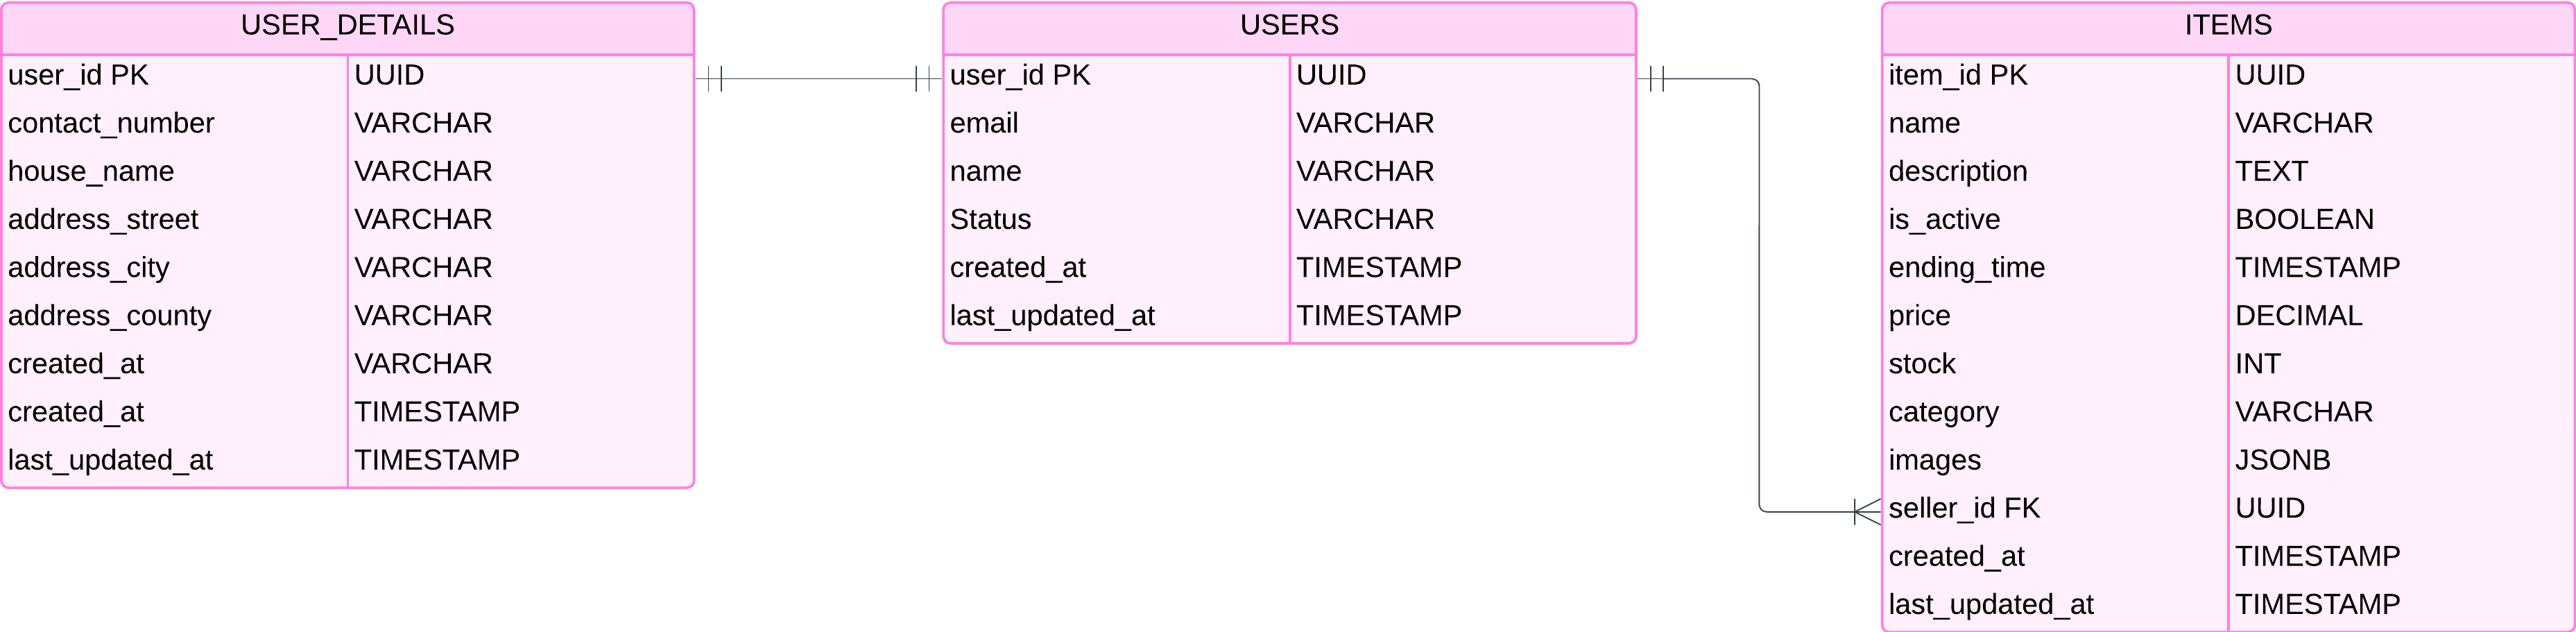 USER_DETAILS
user_id PK UUID
contact_number VARCHAR
house_name VARCHAR
address_street VARCHAR
address_city VARCHAR
address_county VARCHAR
created_at VARCHAR
created_at TIMESTAMP
last_updated_at TIMESTAMP
USERS
user_id PK UUID
email VARCHAR
name VARCHAR
Status VARCHAR
created_at TIMESTAMP
last_updated_at TIMESTAMP
ITEMS
item_id PK UUID
name VARCHAR
description TEXT
is_active BOOLEAN
ending_time TIMESTAMP
price DECIMAL
stock INT
category VARCHAR
images JSONB
seller_id FK UUID
created_at TIMESTAMP
last_updated_at TIMESTAMP